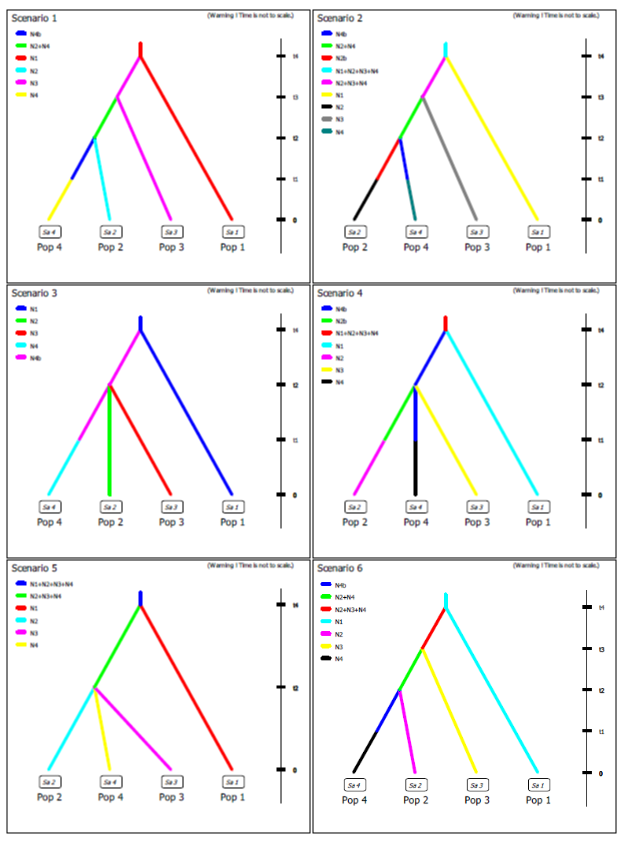 Scenario 1
(Warning ! Time is not to scale.)
N4b
N2+N4
N1
N2
N3
N4
t4
t3
t2
t1
0
Sa 4
Sa 2
Sa 3
Sa 1
Pop 4
Pop 2
Pop 3
Pop 1
Scenario 2
(Warning ! Time is not to scale.)
N4b
N2+N4
N2b
N1+N2+N3+N4
N2+N3+N4
N1
N2
N3
N4
t4
t3
t2
t1
0
Sa 2
Sa 4
Sa 3
Sa 1
Pop 2
Pop 4
Pop 3
Pop 1
Scenario 3
(Warning ! Time is not to scale.)
N1
N2
N3
N4
N4b
t4
t2
t1
0
Sa 4
Sa 2
Sa 3
Sa 1
Pop 4
Pop 2
Pop 3
Pop 1
Scenario 4
(Warning ! Time is not to scale.)
N4b
N2b
N1+N2+N3+N4
N1
N2
N3
N4
t4
t2
t1
0
Sa 2
Sa 4
Sa 3
Sa 1
Pop 2
Pop 4
Pop 3
Pop 1
Scenario 5
(Warning ! Time is not to scale.)
N1+N2+N3+N4
N2+N3+N4
N1
N2
N3
N4
t4
t2
0
Sa 2
Sa 4
Sa 3
Sa 1
Pop 2
Pop 4
Pop 3
Pop 1
Scenario 6
(Warning ! Time is not to scale.)
N4b
N2+N4
N2+N3+N4
N1
N2
N3
N4
t4
t3
t2
t1
0
Sa 4
Sa 2
Sa 3
Sa 1
Pop 4
Pop 2
Pop 3
Pop 1